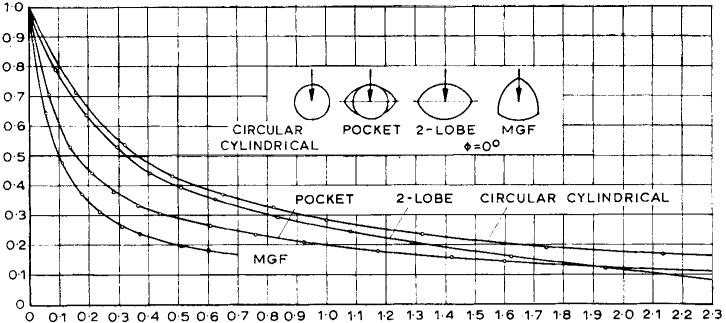 1·0
0·9
0·8
0·7
0·6
0·5
0·4
0·3
0·2
0·1
0
CIRCULAR CYLINDRICAL
POCKET
2-LOBE
MGF
ϕ=0°
POCKET
2-LOBE
CIRCULAR CYLINDRICAL
MGF
0 0·1 0·2 0·3 0·4 0·5 0·6 0·7 0·8 0·9 1·0 1·1 1·2 1·3 1·4 1·5 1·6 1·7 1·8 1·9 2·0 2·1 2·2 2·3